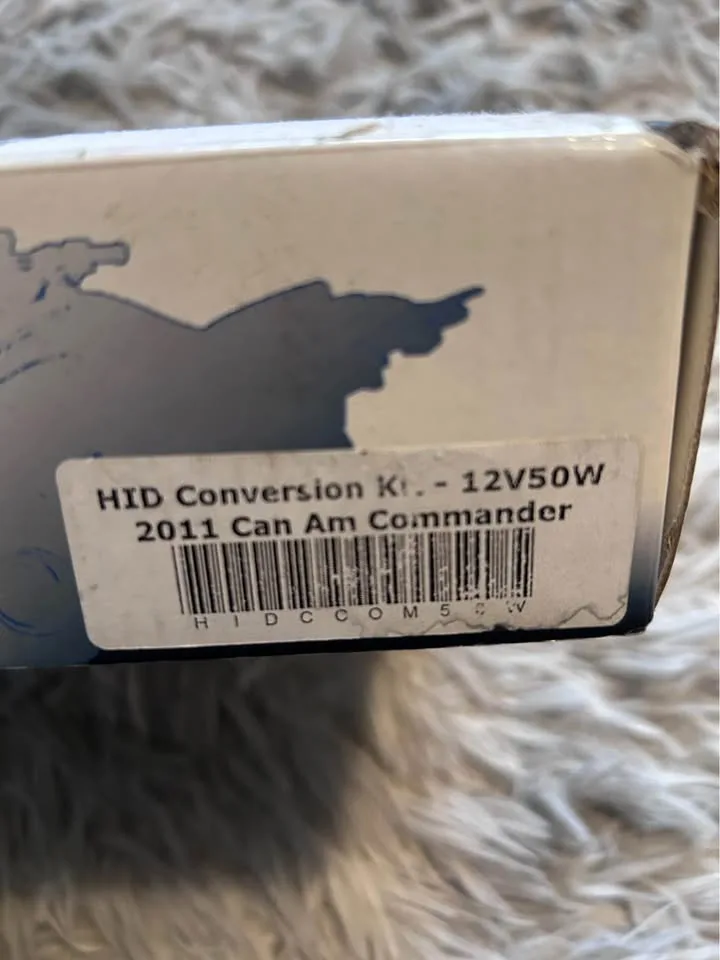 HID Conversion - 12V50W
2011 Can Am Commander